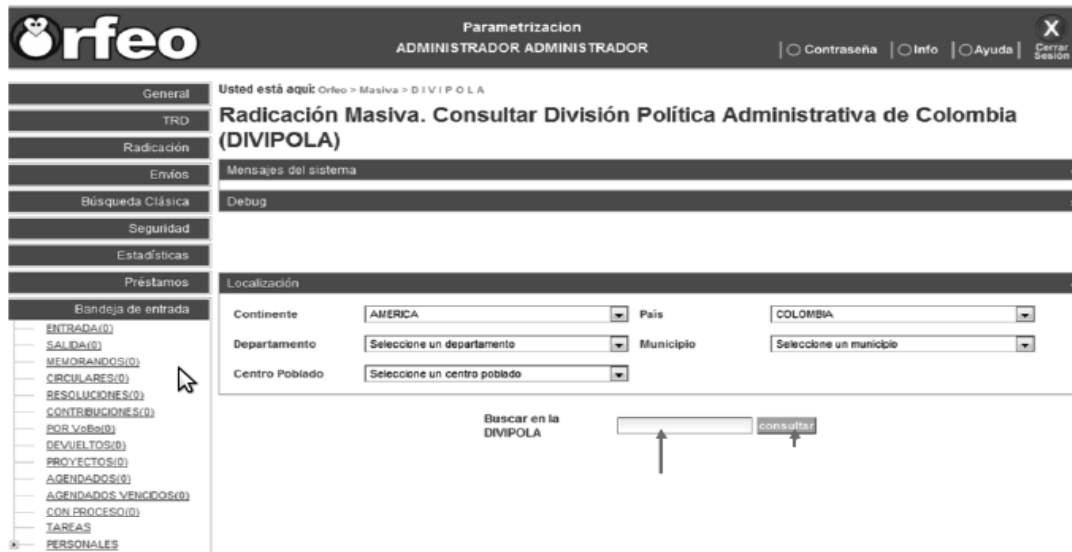 Örfeo
Parametrizacion
ADMINISTRADOR ADMINISTRADOR
Contraseña
Info
Ayuda
X
Cerrar
Sesión
General
TRD
Radicación
Envíos
Búsqueda Clásica
Seguridad
Estadísticas
Préstamos
Bandeja de entrada
ENTRADA(0)
SALIDA(0)
MEMORANDOS(0)
CIRCULARES(0)
RESOLUCIONES(0)
CONTRIBUCIONES(0)
POR VoBo(0)
DEVUELTOS(0)
PROYECTOS(0)
AGENDADOS(0)
AGENDADOS VENCIDOS(0)
CON PROCESO(0)
TAREAS
PERSONALES
Usted está aquí: Orfeo > Masiva > D I V I P O L A
Radicación Masiva. Consultar División Política Administrativa de Colombia
(DIVIPOLA)
Mensajes del sistema
Debug
Localización
Continente AMERICA País COLOMBIA
Departamento Seleccione un departamento Municipio Seleccione un municipio
Centro Poblado Seleccione un centro poblado
Buscar en la
DIVIPOLA
consultar